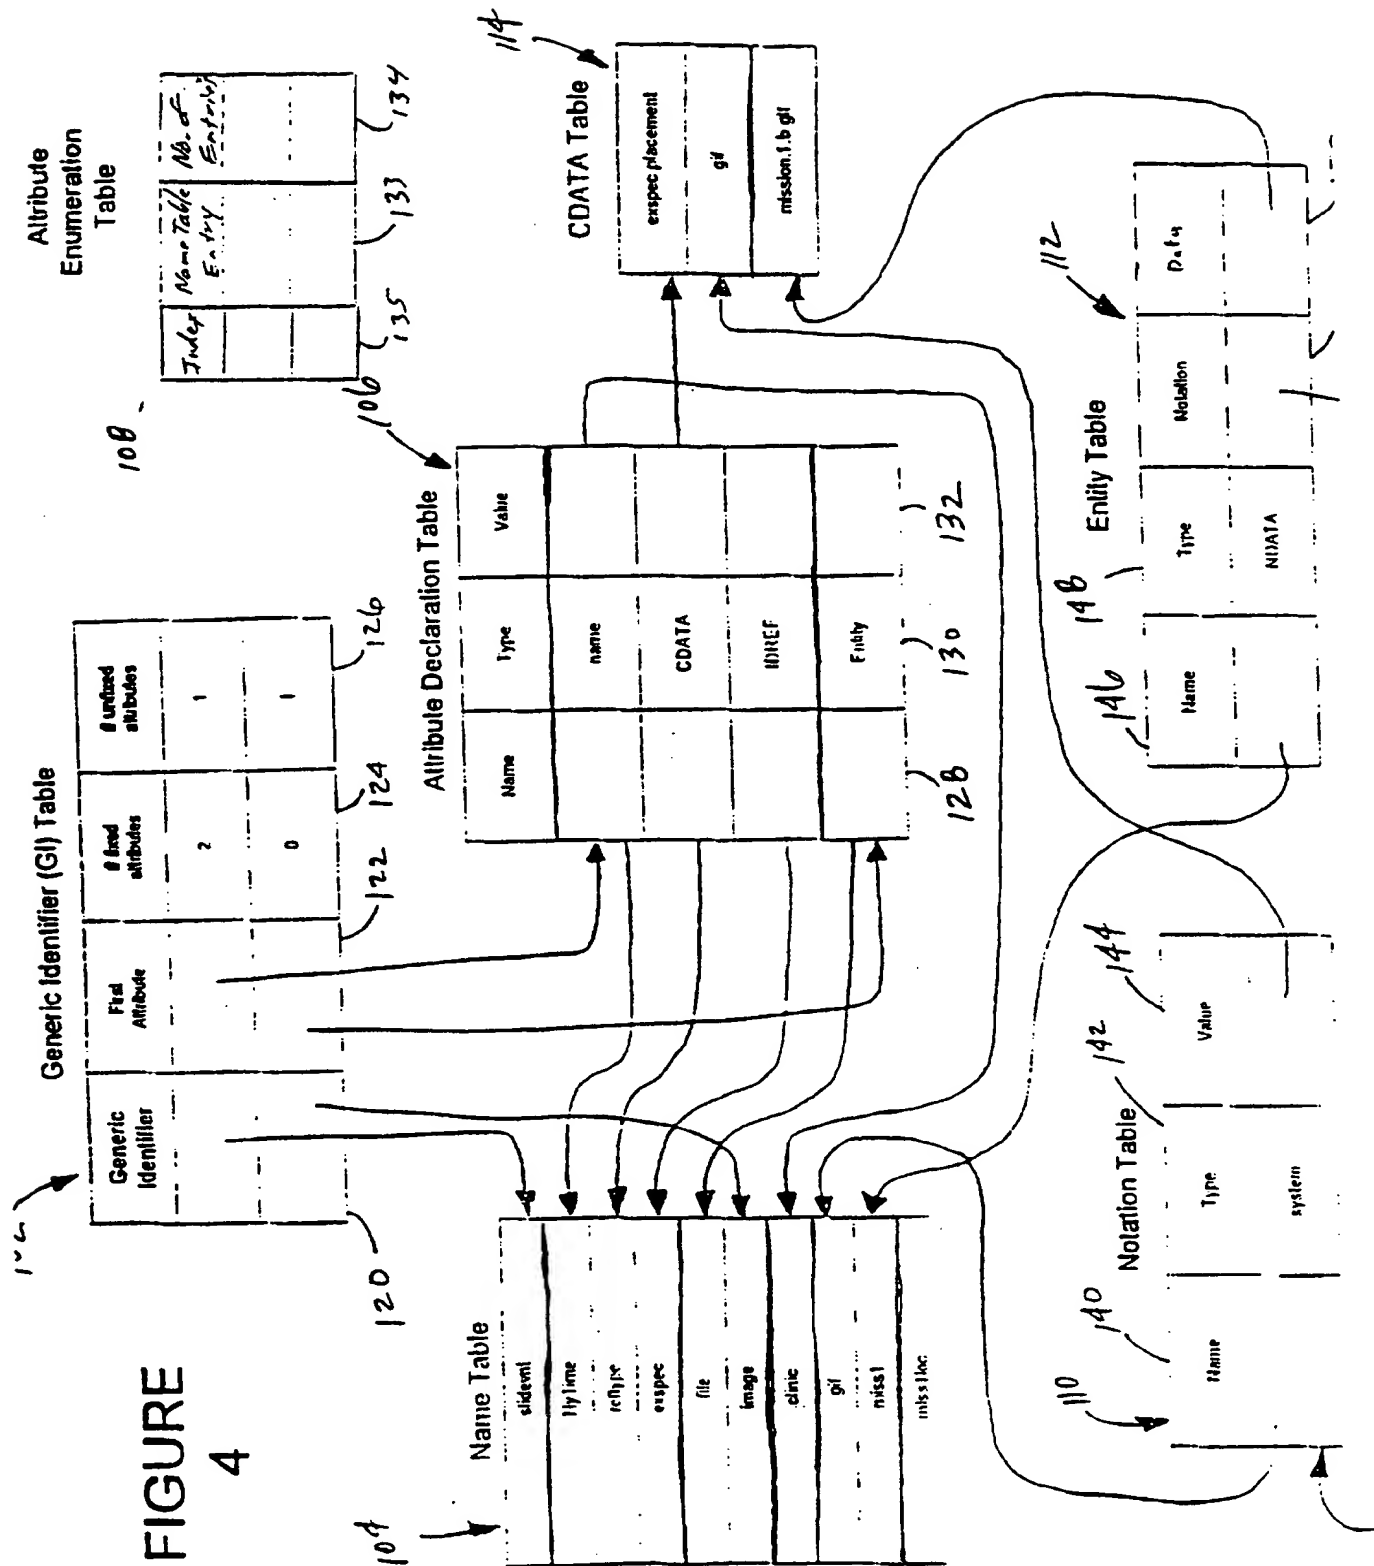 FIGURE
4
Generic Identifier (GI) Table
Generic
Identifier
First
Attribute
# fixed
attributes
# unfixed
attributes
2
1
0
1
120
122
124
126
Attribute
Enumeration
Table
108
Index
Name Table
Entry
No. of
Entries
135
133
134
Name Table
104
slidevnt
HyTime
reftype
exspec
file
image
clinic
gif
miss1
miss1loc
Attribute Declaration Table
106
Name
Type
Value
name
CDATA
IDREF
Entity
128
130
132
CDATA Table
114
exspec placement
gif
mission.1.b gif
Notation Table
110
140
142
144
Name
Type
Value
system
Entity Table
112
146
148
Name
Type
Notation
Data
NDATA